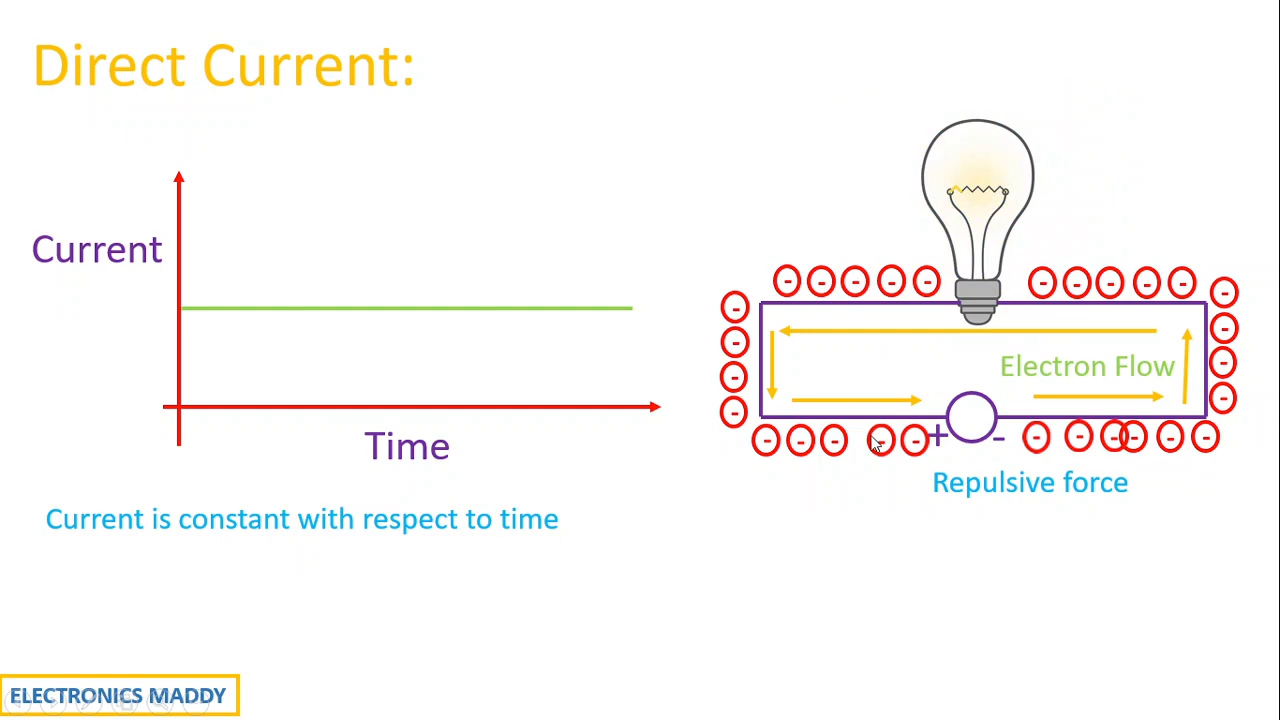 Direct Current:
Current
Electron Flow
+ -
Time
Repulsive force
Current is constant with respect to time
ELECTRONICS MADDY